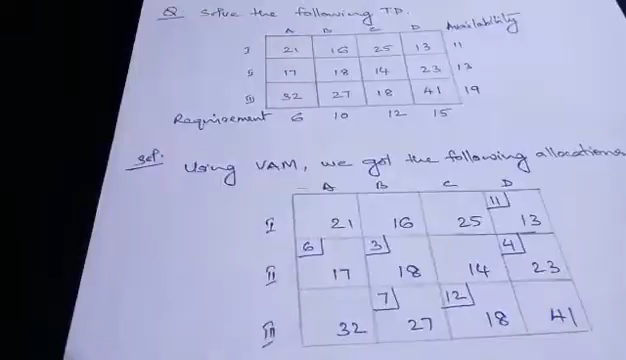 Q Solve the following TP.
A B C D Availability
I 21 16 25 13 11
II 17 18 14 23 13
III 32 27 18 41 19
Requirement 6 10 12 15
Sol. Using VAM, we got the following allocations
A B C D
I 21 16 25 11 13
II 6 17 3 18 14 4 23
III 32 7 27 12 18 41